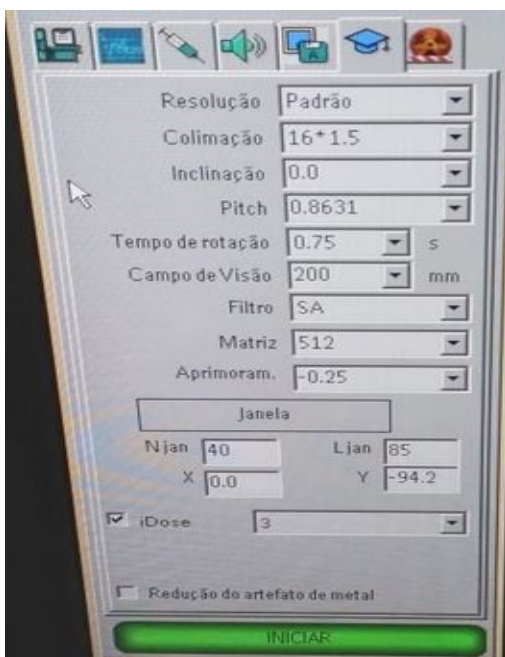 Resolução Padrão
Colimação 16*1.5
Inclinação 0.0
Pitch 0.8631
Tempo de rotação 0.75 s
Campo de Visão 200 mm
Filtro SA
Matriz 512
Aprimoram. -0.25
Janela
N jan 40 L jan 85
X 0.0 Y -94.2
iDose 3
Redução do artefato de metal
INICIAR